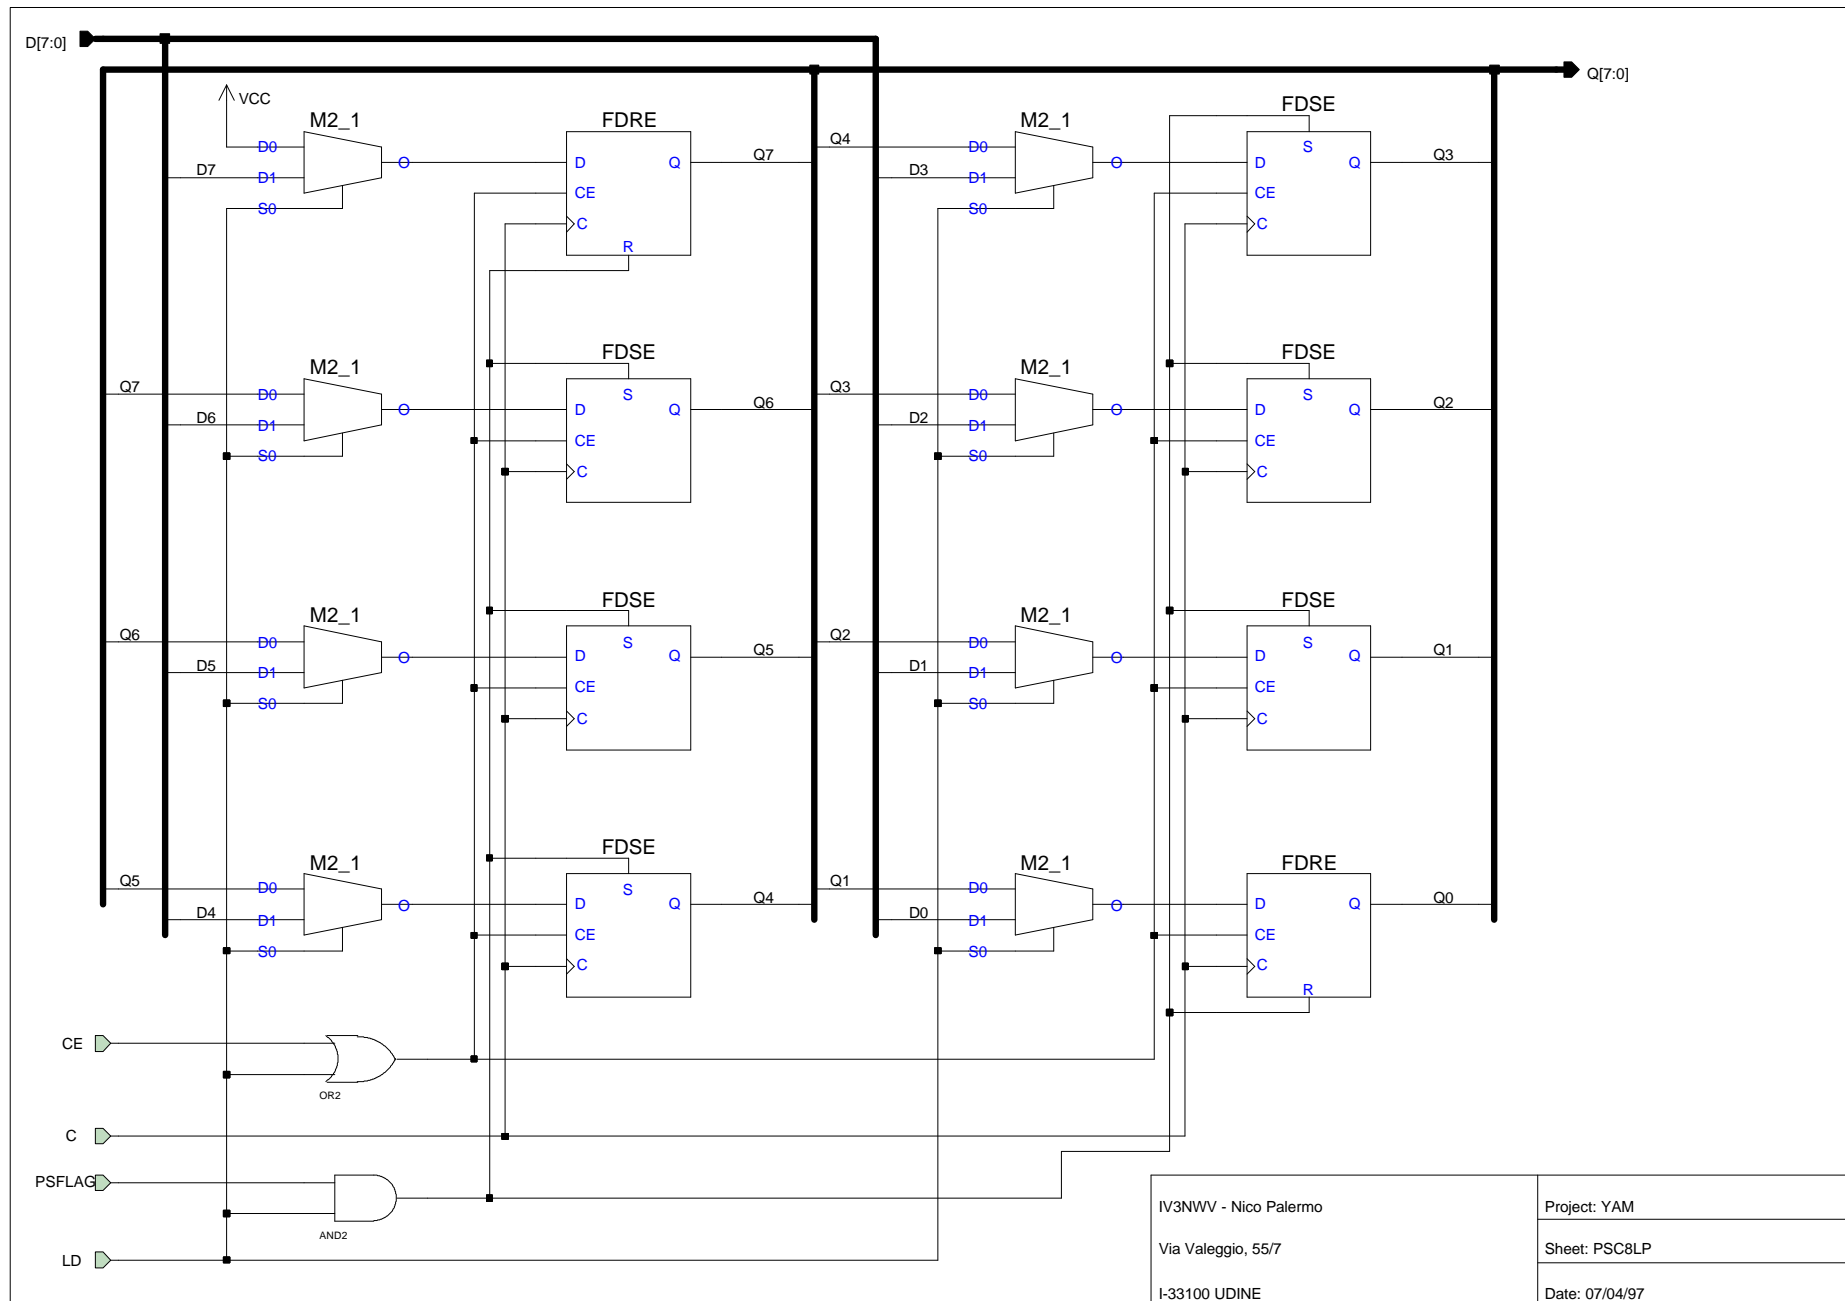 D[7:0]
Q[7:0]
VCC
M2_1
FDRE
M2_1
FDSE
D0
D7
D1
S0
O
D
Q
CE
C
R
Q7
Q4
D0
D3
D1
S0
O
S
D
Q
CE
C
Q3
M2_1
FDSE
M2_1
FDSE
Q7
D0
D6
D1
S0
O
S
D
Q
CE
C
Q6
Q3
D0
D2
D1
S0
O
S
D
Q
CE
C
Q2
M2_1
FDSE
M2_1
FDSE
Q6
D0
D5
D1
S0
O
S
D
Q
CE
C
Q5
Q2
D0
D1
D1
S0
O
S
D
Q
CE
C
Q1
M2_1
FDSE
M2_1
FDRE
Q5
D0
D4
D1
S0
O
S
D
Q
CE
C
Q4
Q1
D0
D0
D1
S0
O
D
Q
CE
C
R
Q0
CE
OR2
C
PSFLAG
AND2
LD
IV3NWV - Nico Palermo
Via Valeggio, 55/7
I-33100 UDINE
Project: YAM
Sheet: PSC8LP
Date: 07/04/97